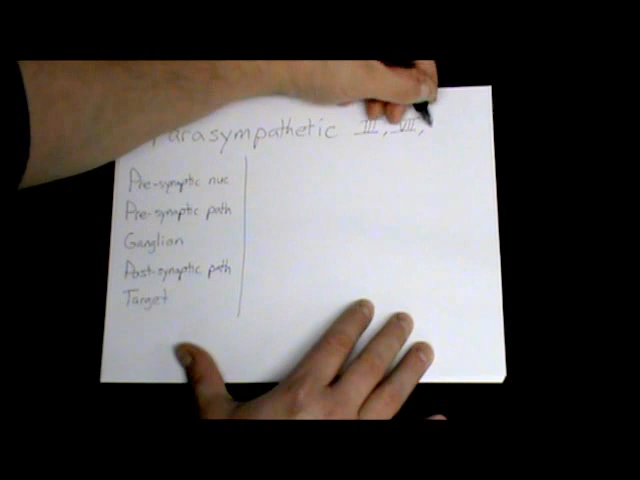 Parasympathetic III, VII,
Pre-synaptic nuc
Pre-synaptic path
Ganglion
Post-synaptic path
Target